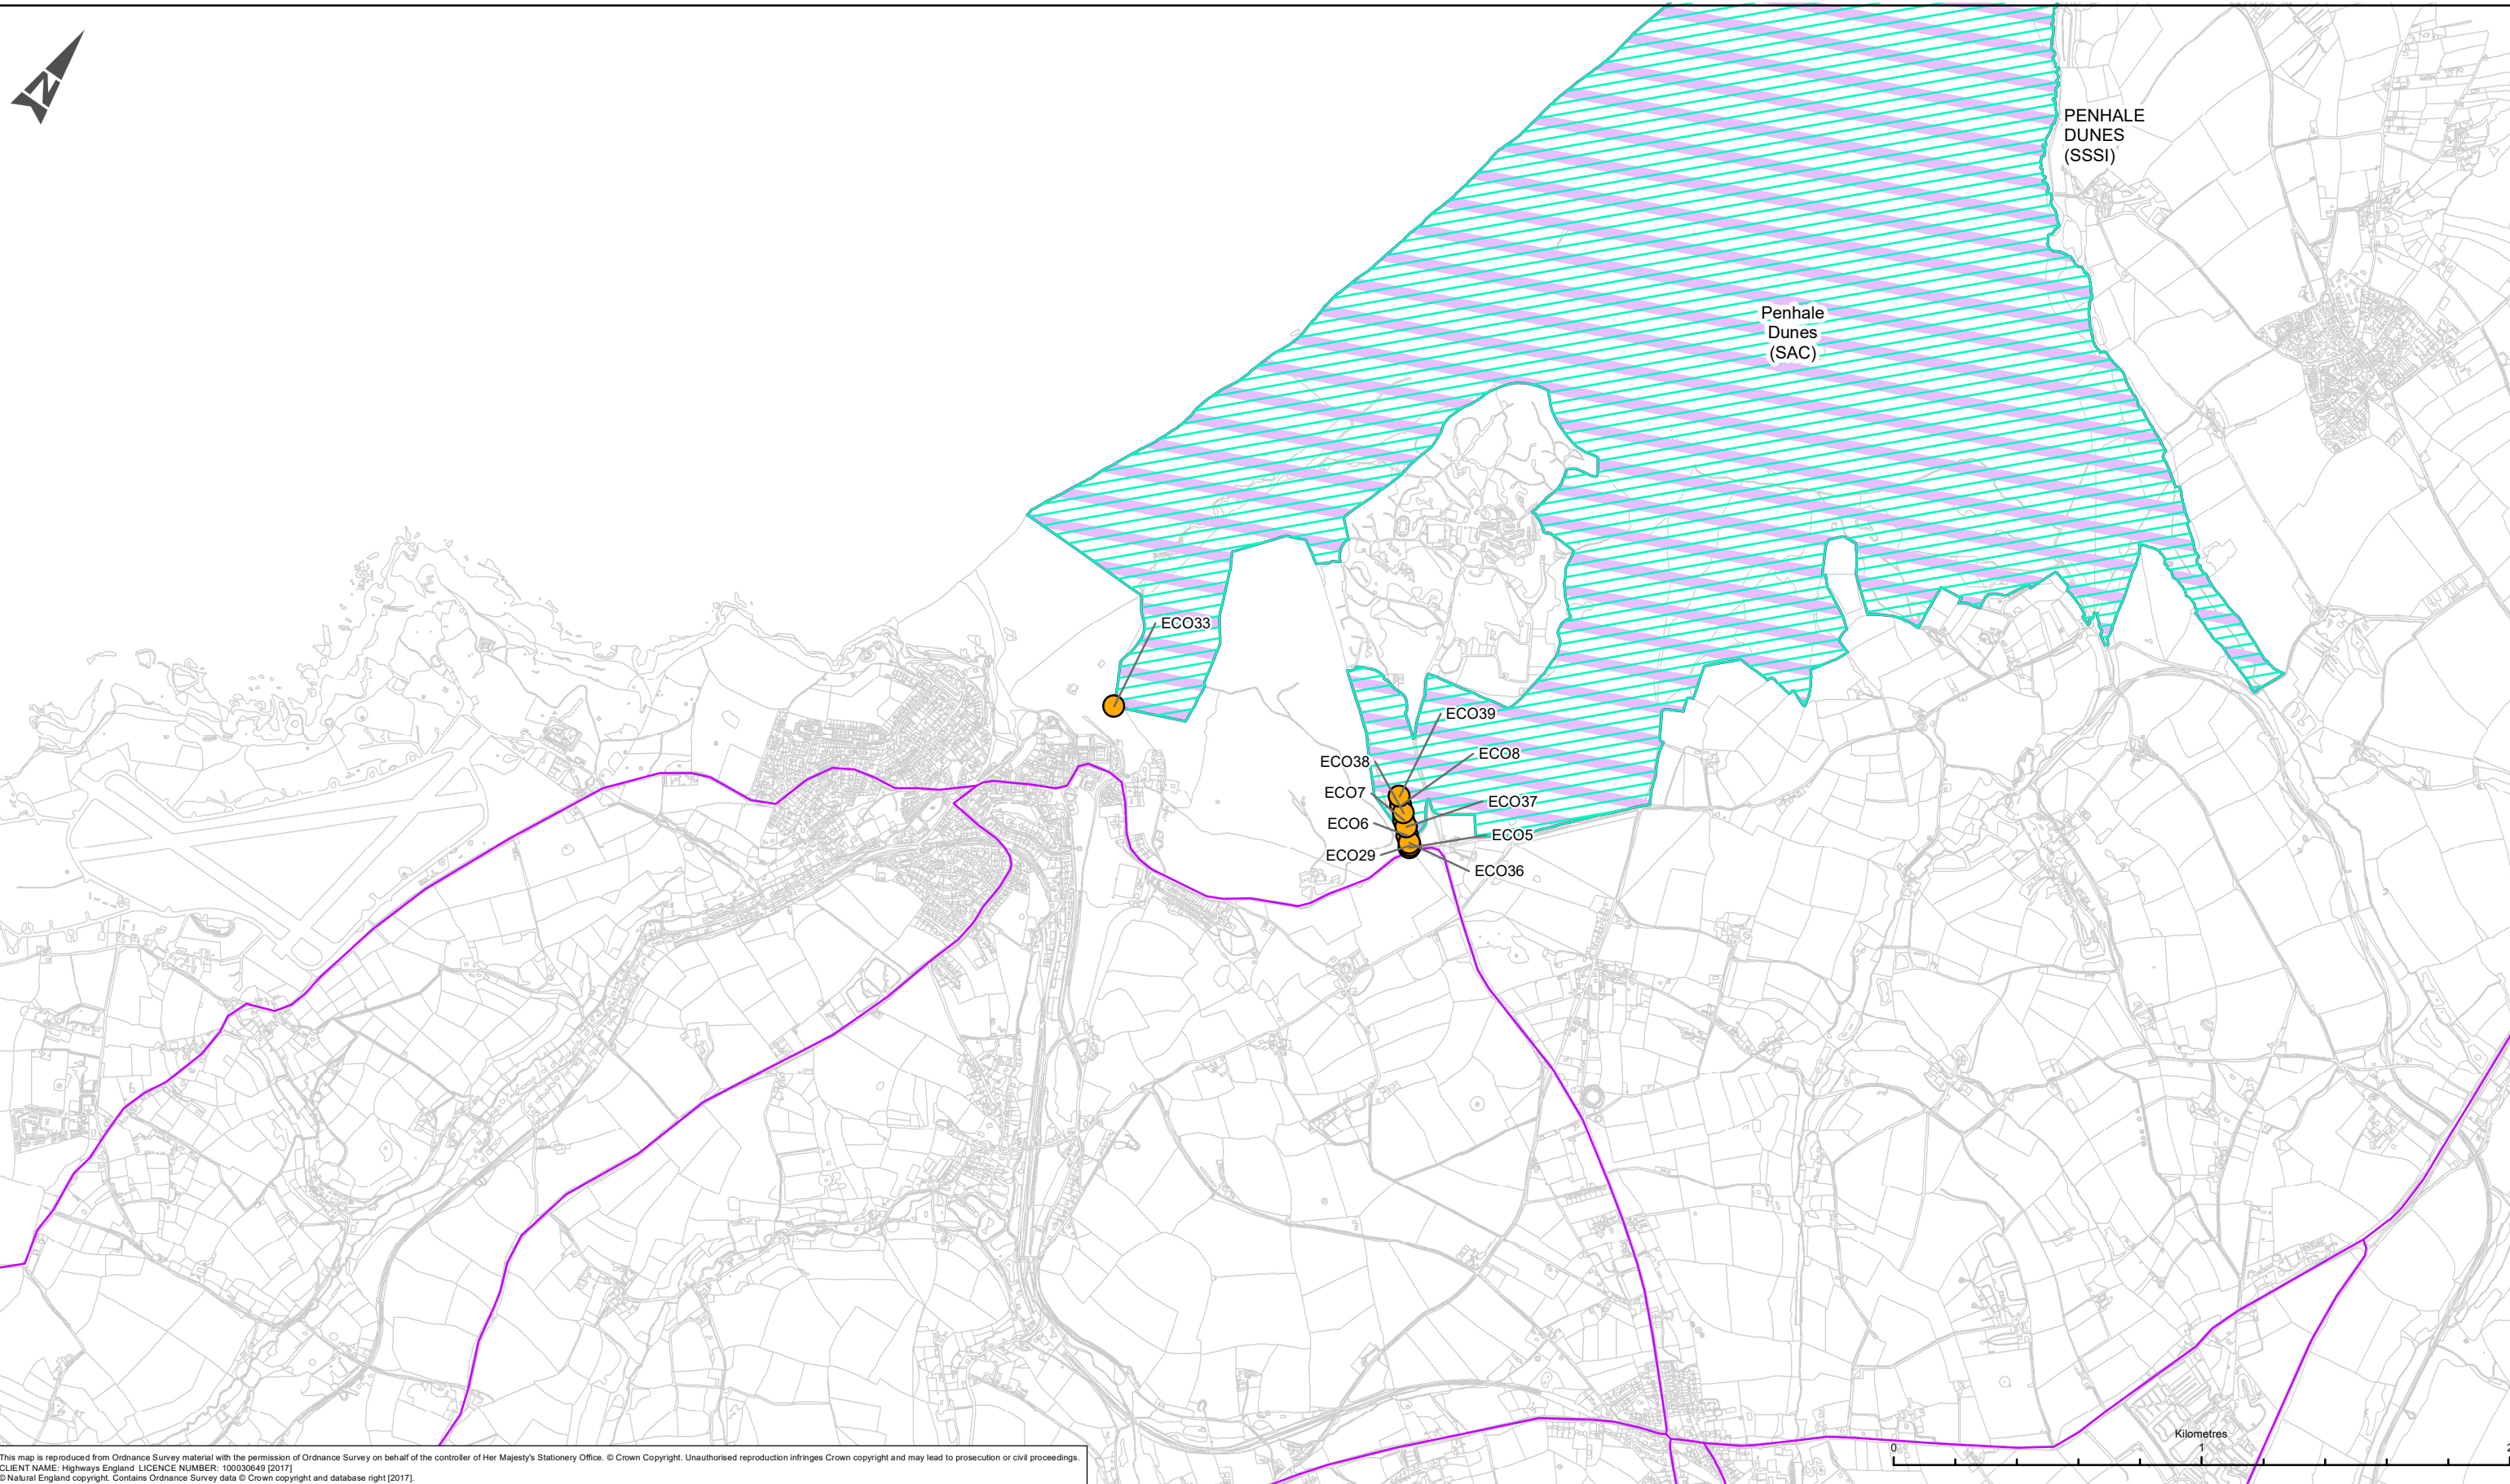 N
PENHALE
DUNES
(SSSI)
Penhale
Dunes
(SAC)
ECO33
ECO39
ECO8
ECO38
ECO7
ECO37
ECO6
ECO5
ECO29
ECO36
Kilometres
0
1
2
This map is reproduced from Ordnance Survey material with the permission of Ordnance Survey on behalf of the controller of Her Majesty's Stationery Office. © Crown Copyright. Unauthorised reproduction infringes Crown copyright and may lead to prosecution or civil proceedings.
CLIENT NAME: Highways England LICENCE NUMBER: 100030649 [2017]
© Natural England copyright. Contains Ordnance Survey data © Crown copyright and database right [2017].